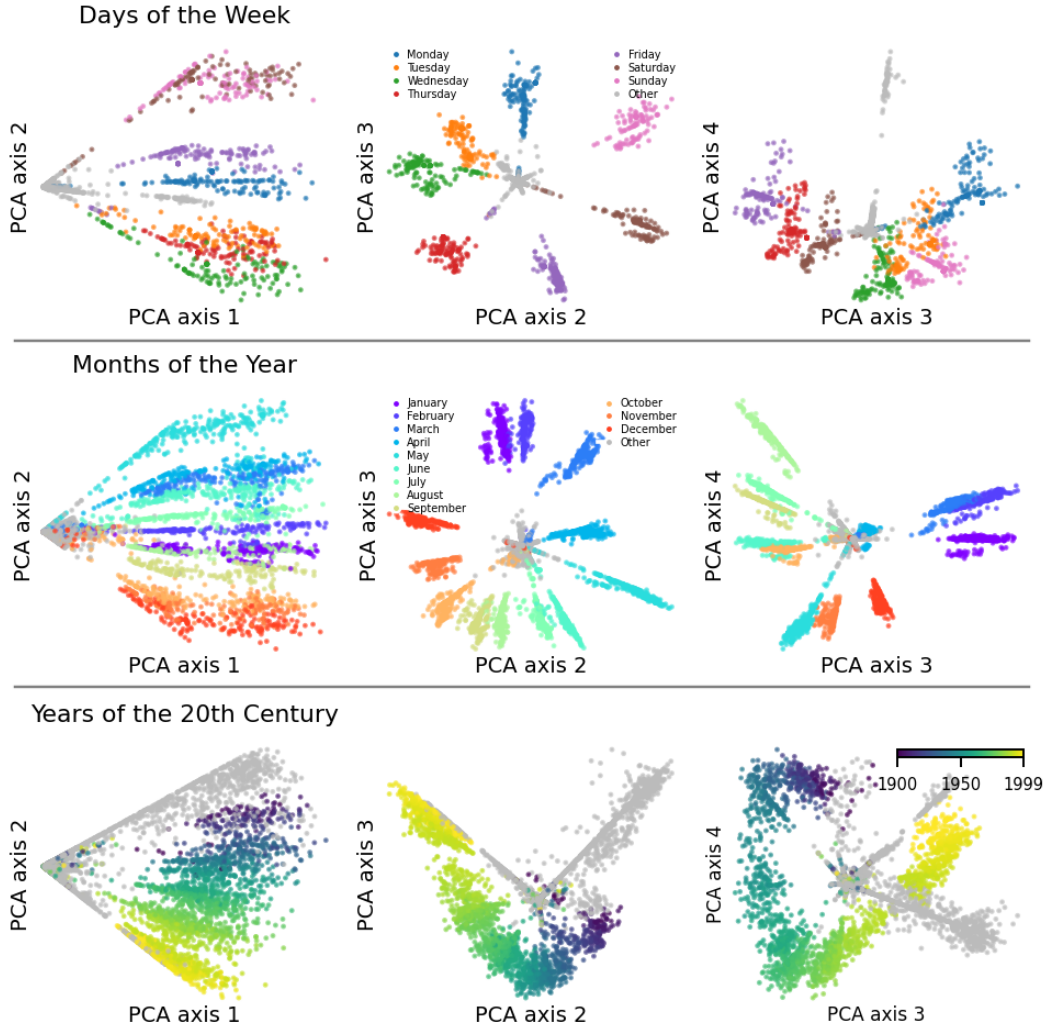 Days of the Week
PCA axis 2
PCA axis 1
PCA axis 3
Monday
Tuesday
Wednesday
Thursday
Friday
Saturday
Sunday
Other
PCA axis 2
PCA axis 4
PCA axis 3
Months of the Year
PCA axis 2
PCA axis 1
PCA axis 3
January
February
March
April
May
June
July
August
September
October
November
December
Other
PCA axis 2
PCA axis 4
PCA axis 3
Years of the 20th Century
PCA axis 2
PCA axis 1
PCA axis 3
PCA axis 2
PCA axis 4
1900 1950 1999
PCA axis 3